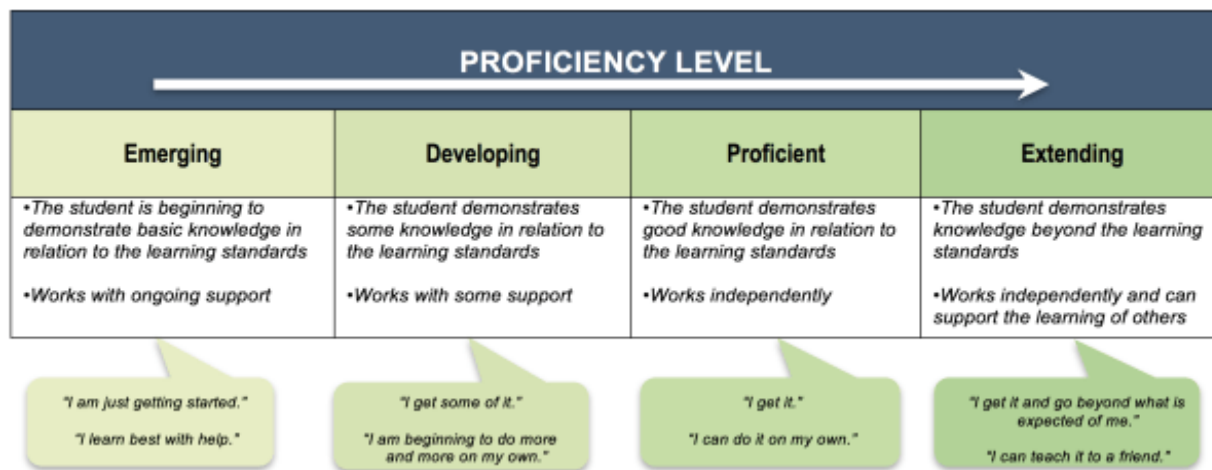 PROFICIENCY LEVEL
Emerging
Developing
Proficient
Extending
•The student is beginning to
demonstrate basic knowledge in
relation to the learning standards
•Works with ongoing support
•The student demonstrates
some knowledge in relation to
the learning standards
•Works with some support
•The student demonstrates
good knowledge in relation to
the learning standards
•Works independently
•The student demonstrates
knowledge beyond the learning
standards
•Works independently and can
support the learning of others
"I am just getting started."
"I learn best with help."
"I get some of it."
"I am beginning to do more
and more on my own."
"I get it."
"I can do it on my own."
"I get it and go beyond what is
expected of me."
"I can teach it to a friend."